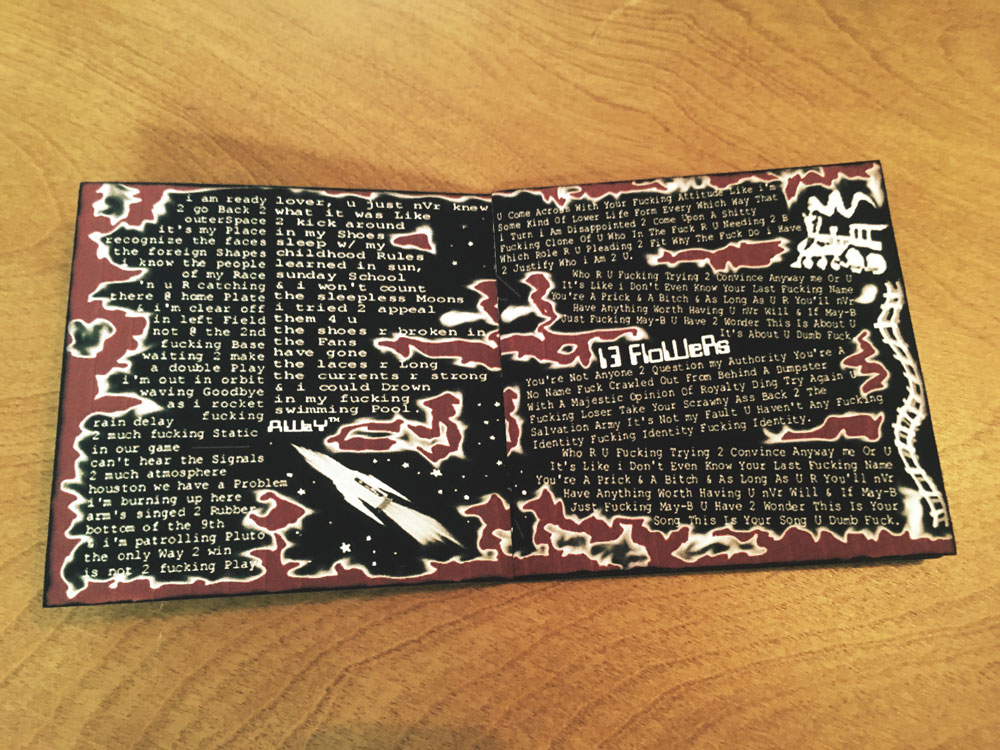 i am ready
2 go Back 2
outerSpace
it's my Place
recognize the faces
the foreign Shapes
i know the people
of my Race
'n u R catching
there @ home Plate
& i'm clear off
in left Field
not @ the 2nd
fucking Base
waiting 2 make
a double Play
i'm out in orbit
waving Goodbye
as i rocket
fucking
rain delay
2 much fucking Static
in our game
can't hear the Signals
2 much atmosphere
houston we have a Problem
i'm burning up here
arm's singed 2 Rubber
bottom of the 9th
& i'm patrolling Pluto
the only Way 2 win
is not 2 fucking Play
lover, u just nVr knew
what it was Like
2 kick around
in my Shoes
sleep w/ my
childhood Rules
learned in sun,
sunday School
& i won't count
the sleepless Moons
i tried 2 appeal
them 4 u
the shoes r broken in
the Fans
have gone
the laces r Long
the currents r strong
& i could Drown
in my fucking
swimming Pool.
AWaY™
U Come Across With Your Fucking Attitude Like i'm
Some Kind Of Lower Life Form Every Which Way That
i Turn i Am Disappointed 2 Come Upon A Shitty
Fucking Clone Of U Who In The Fuck R U Needing 2 B
Which Role R U Pleading 2 Fit Why The Fuck Do i Have
2 Justify Who i Am 2 U.
Who R U Fucking Trying 2 Convince Anyway me Or U
It's Like i Don't Even Know Your Last Fucking Name
You're A Prick & A Bitch & As Long As U R You'll nVr
Have Anything Worth Having U nVr Will & If May-B
Just Fucking May-B U Have 2 Wonder This Is About U
It's About U Dumb Fuck.
13 FloWeRs
You're Not Anyone 2 Question my Authority You're A
No Name Fuck Crawled Out From Behind A Dumpster
With A Majestic Opinion Of Royalty Ding Try Again
Fucking Loser Take Your Scrawny Ass Back 2 The
Salvation Army It's Not my Fault U Haven't Any Fucking
Identity Fucking Identity Fucking Identity.
Who R U Fucking Trying 2 Convince Anyway me Or U
It's Like i Don't Even Know Your Last Fucking Name
You're A Prick & A Bitch & As Long As U R You'll nVr
Have Anything Worth Having U nVr Will & If May-B
Just Fucking May-B U Have 2 Wonder This Is Your
Song This Is Your Song U Dumb Fuck.